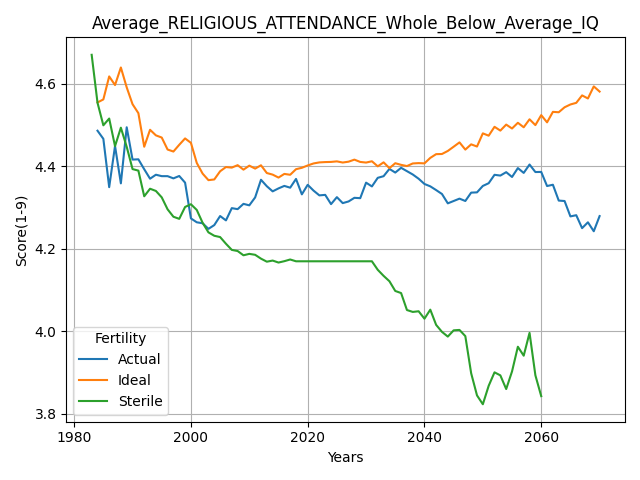 Average_RELIGIOUS_ATTENDANCE_Whole_Below_Average_IQ
Score(1-9)
4.6
4.4
4.2
4.0
3.8
Fertility
Actual
Ideal
Sterile
1980 2000 2020 2040 2060
Years